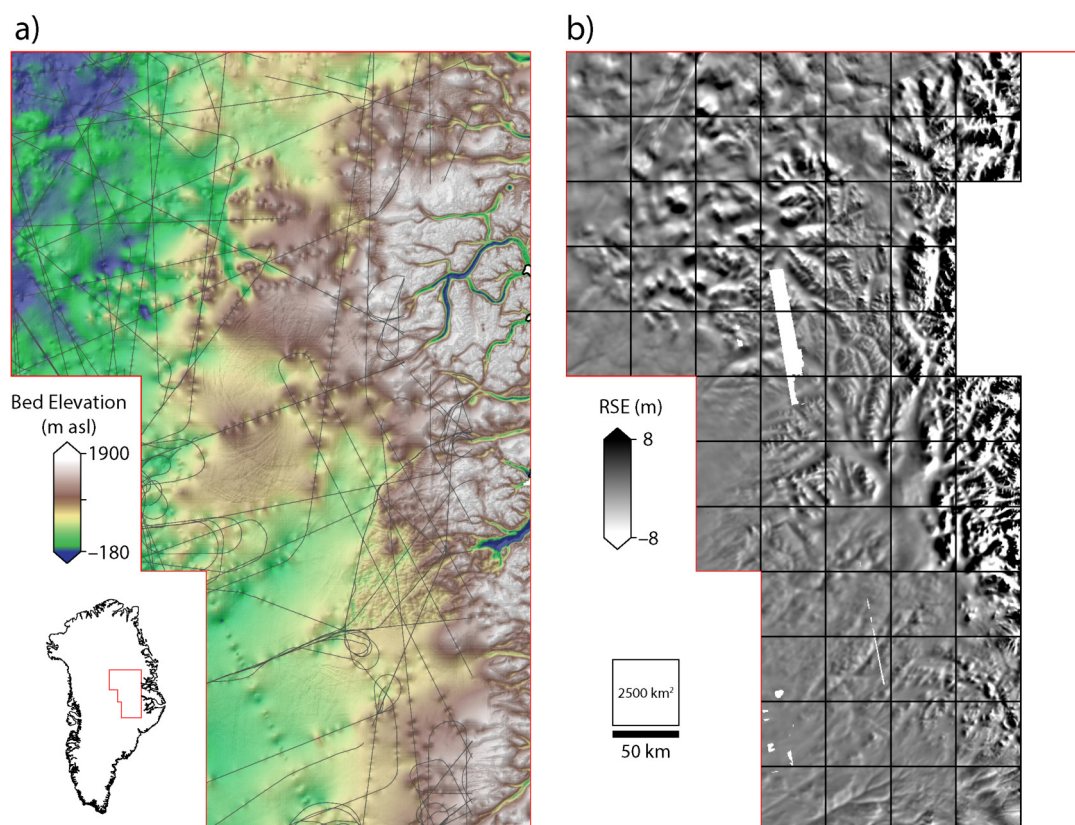 a)
b)
Bed Elevation
(m asl)
1900
–180
RSE (m)
8
–8
2500 km²
50 km